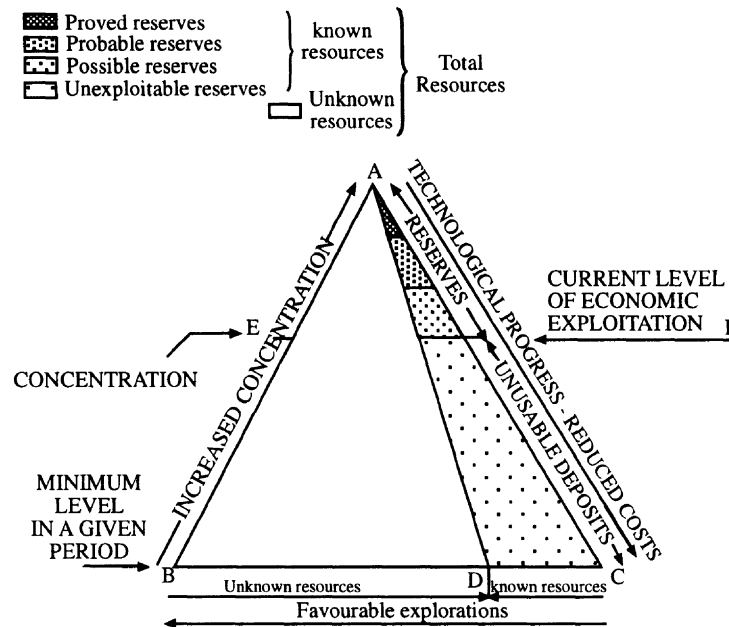 Proved reserves
Probable reserves
Possible reserves
Unexploitable reserves
known
resources
Unknown
resources
Total
Resources
A
TECHNOLOGICAL PROGRESS - REDUCED COSTS
RESERVES
UNUSABLE DEPOSITS
INCREASED CONCENTRATION
CURRENT LEVEL
OF ECONOMIC
EXPLOITATION
E
CONCENTRATION
MINIMUM
LEVEL
IN A GIVEN
PERIOD
B
D
C
Unknown resources
known resources
Favourable explorations